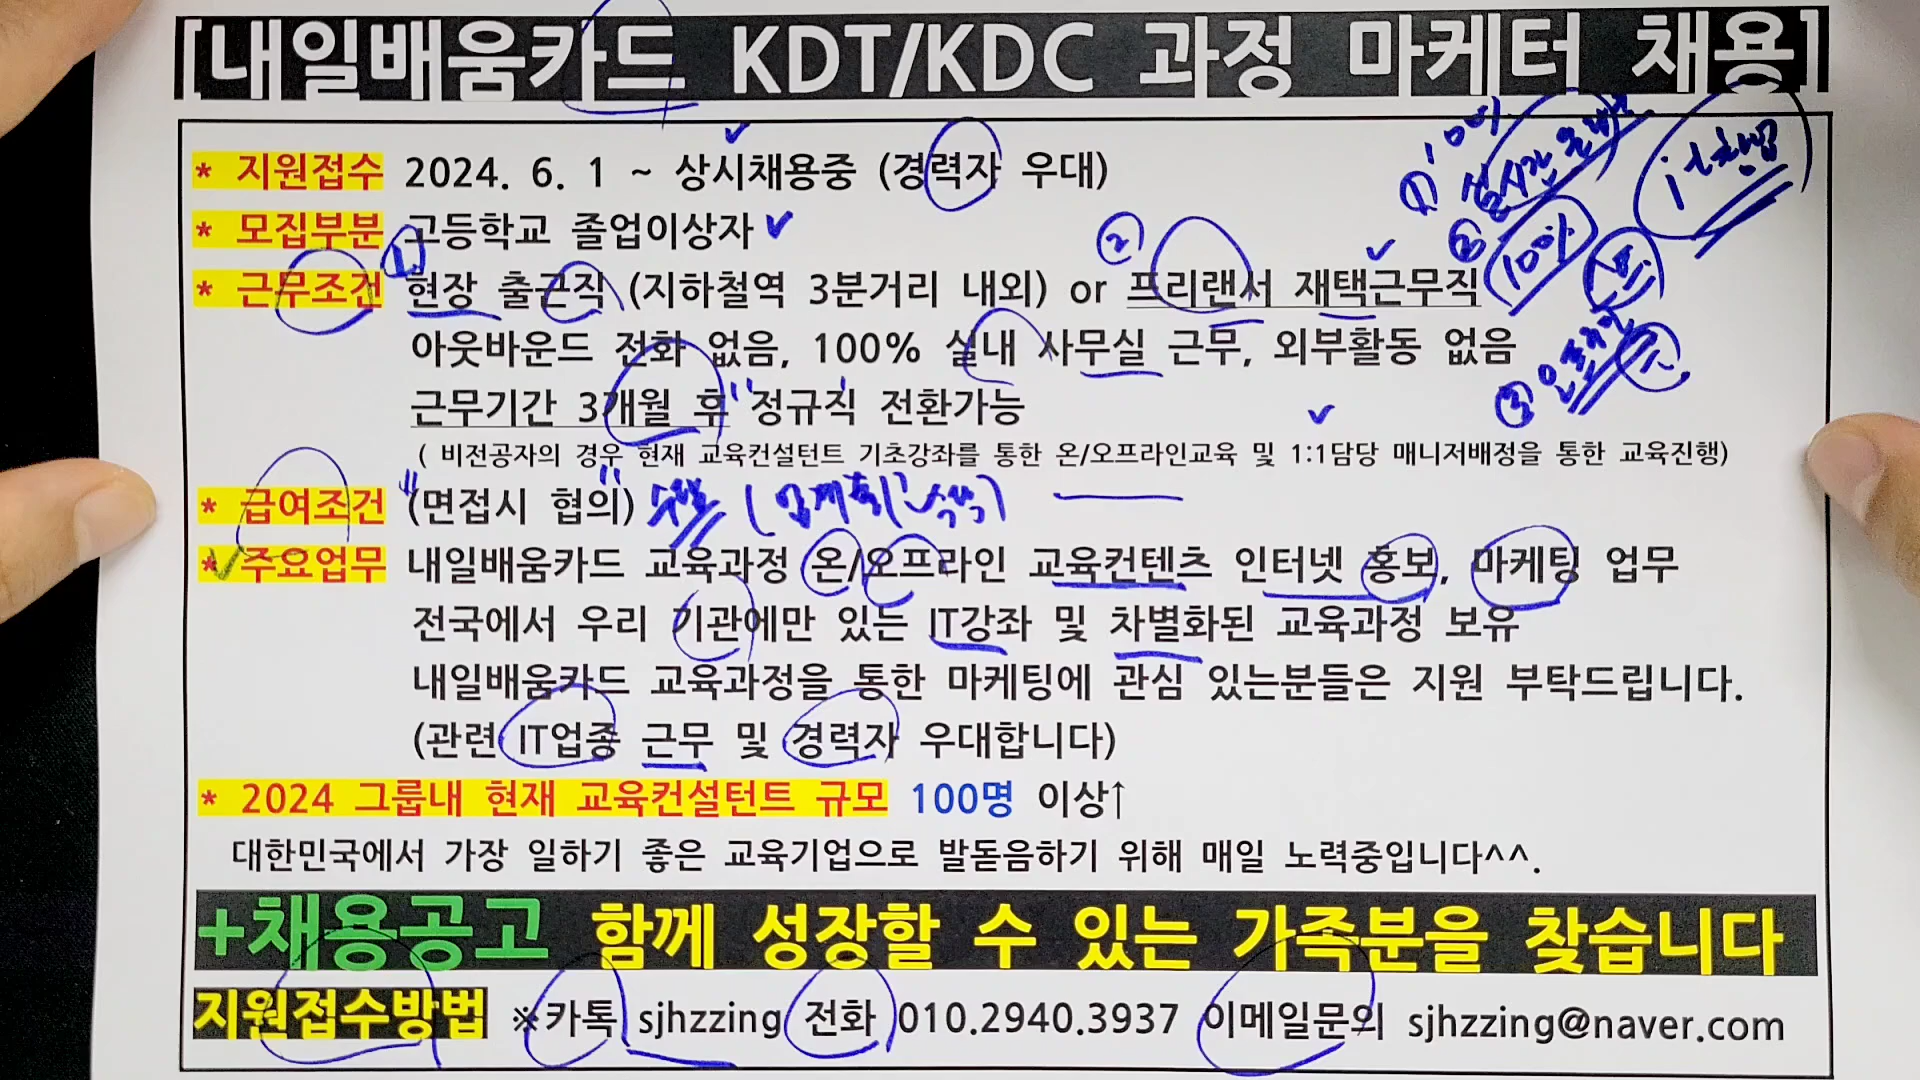 [내일배움카드 KDT/KDC 과정 마케터 채용]
* 지원접수 2024. 6. 1 ~ 상시채용중 (경력자 우대)
* 모집부분 고등학교 졸업이상자
* 근무조건 현장 출근직 (지하철역 3분거리 내외) or 프리랜서 재택근무직
아웃바운드 전화 없음, 100% 실내 사무실 근무, 외부활동 없음
근무기간 3개월 후 정규직 전환가능
( 비전공자의 경우 현재 교육컨설턴트 기초강좌를 통한 온/오프라인교육 및 1:1담당 매니저배정을 통한 교육진행)
* 급여조건 (면접시 협의)
* 주요업무 내일배움카드 교육과정 온/오프라인 교육컨텐츠 인터넷 홍보, 마케팅 업무
전국에서 우리 기관에만 있는 IT강좌 및 차별화된 교육과정 보유
내일배움카드 교육과정을 통한 마케팅에 관심 있는분들은 지원 부탁드립니다.
(관련 IT업종 근무 및 경력자 우대합니다)
* 2024 그룹내 현재 교육컨설턴트 규모 100명 이상↑
대한민국에서 가장 일하기 좋은 교육기업으로 발돋음하기 위해 매일 노력중입니다^^.
+채용공고 함께 성장할 수 있는 가족분을 찾습니다
지원접수방법 ※카톡 sjhzzing 전화 010.2940.3937 이메일문의 sjhzzing@naver.com
①
②
②
10%
③